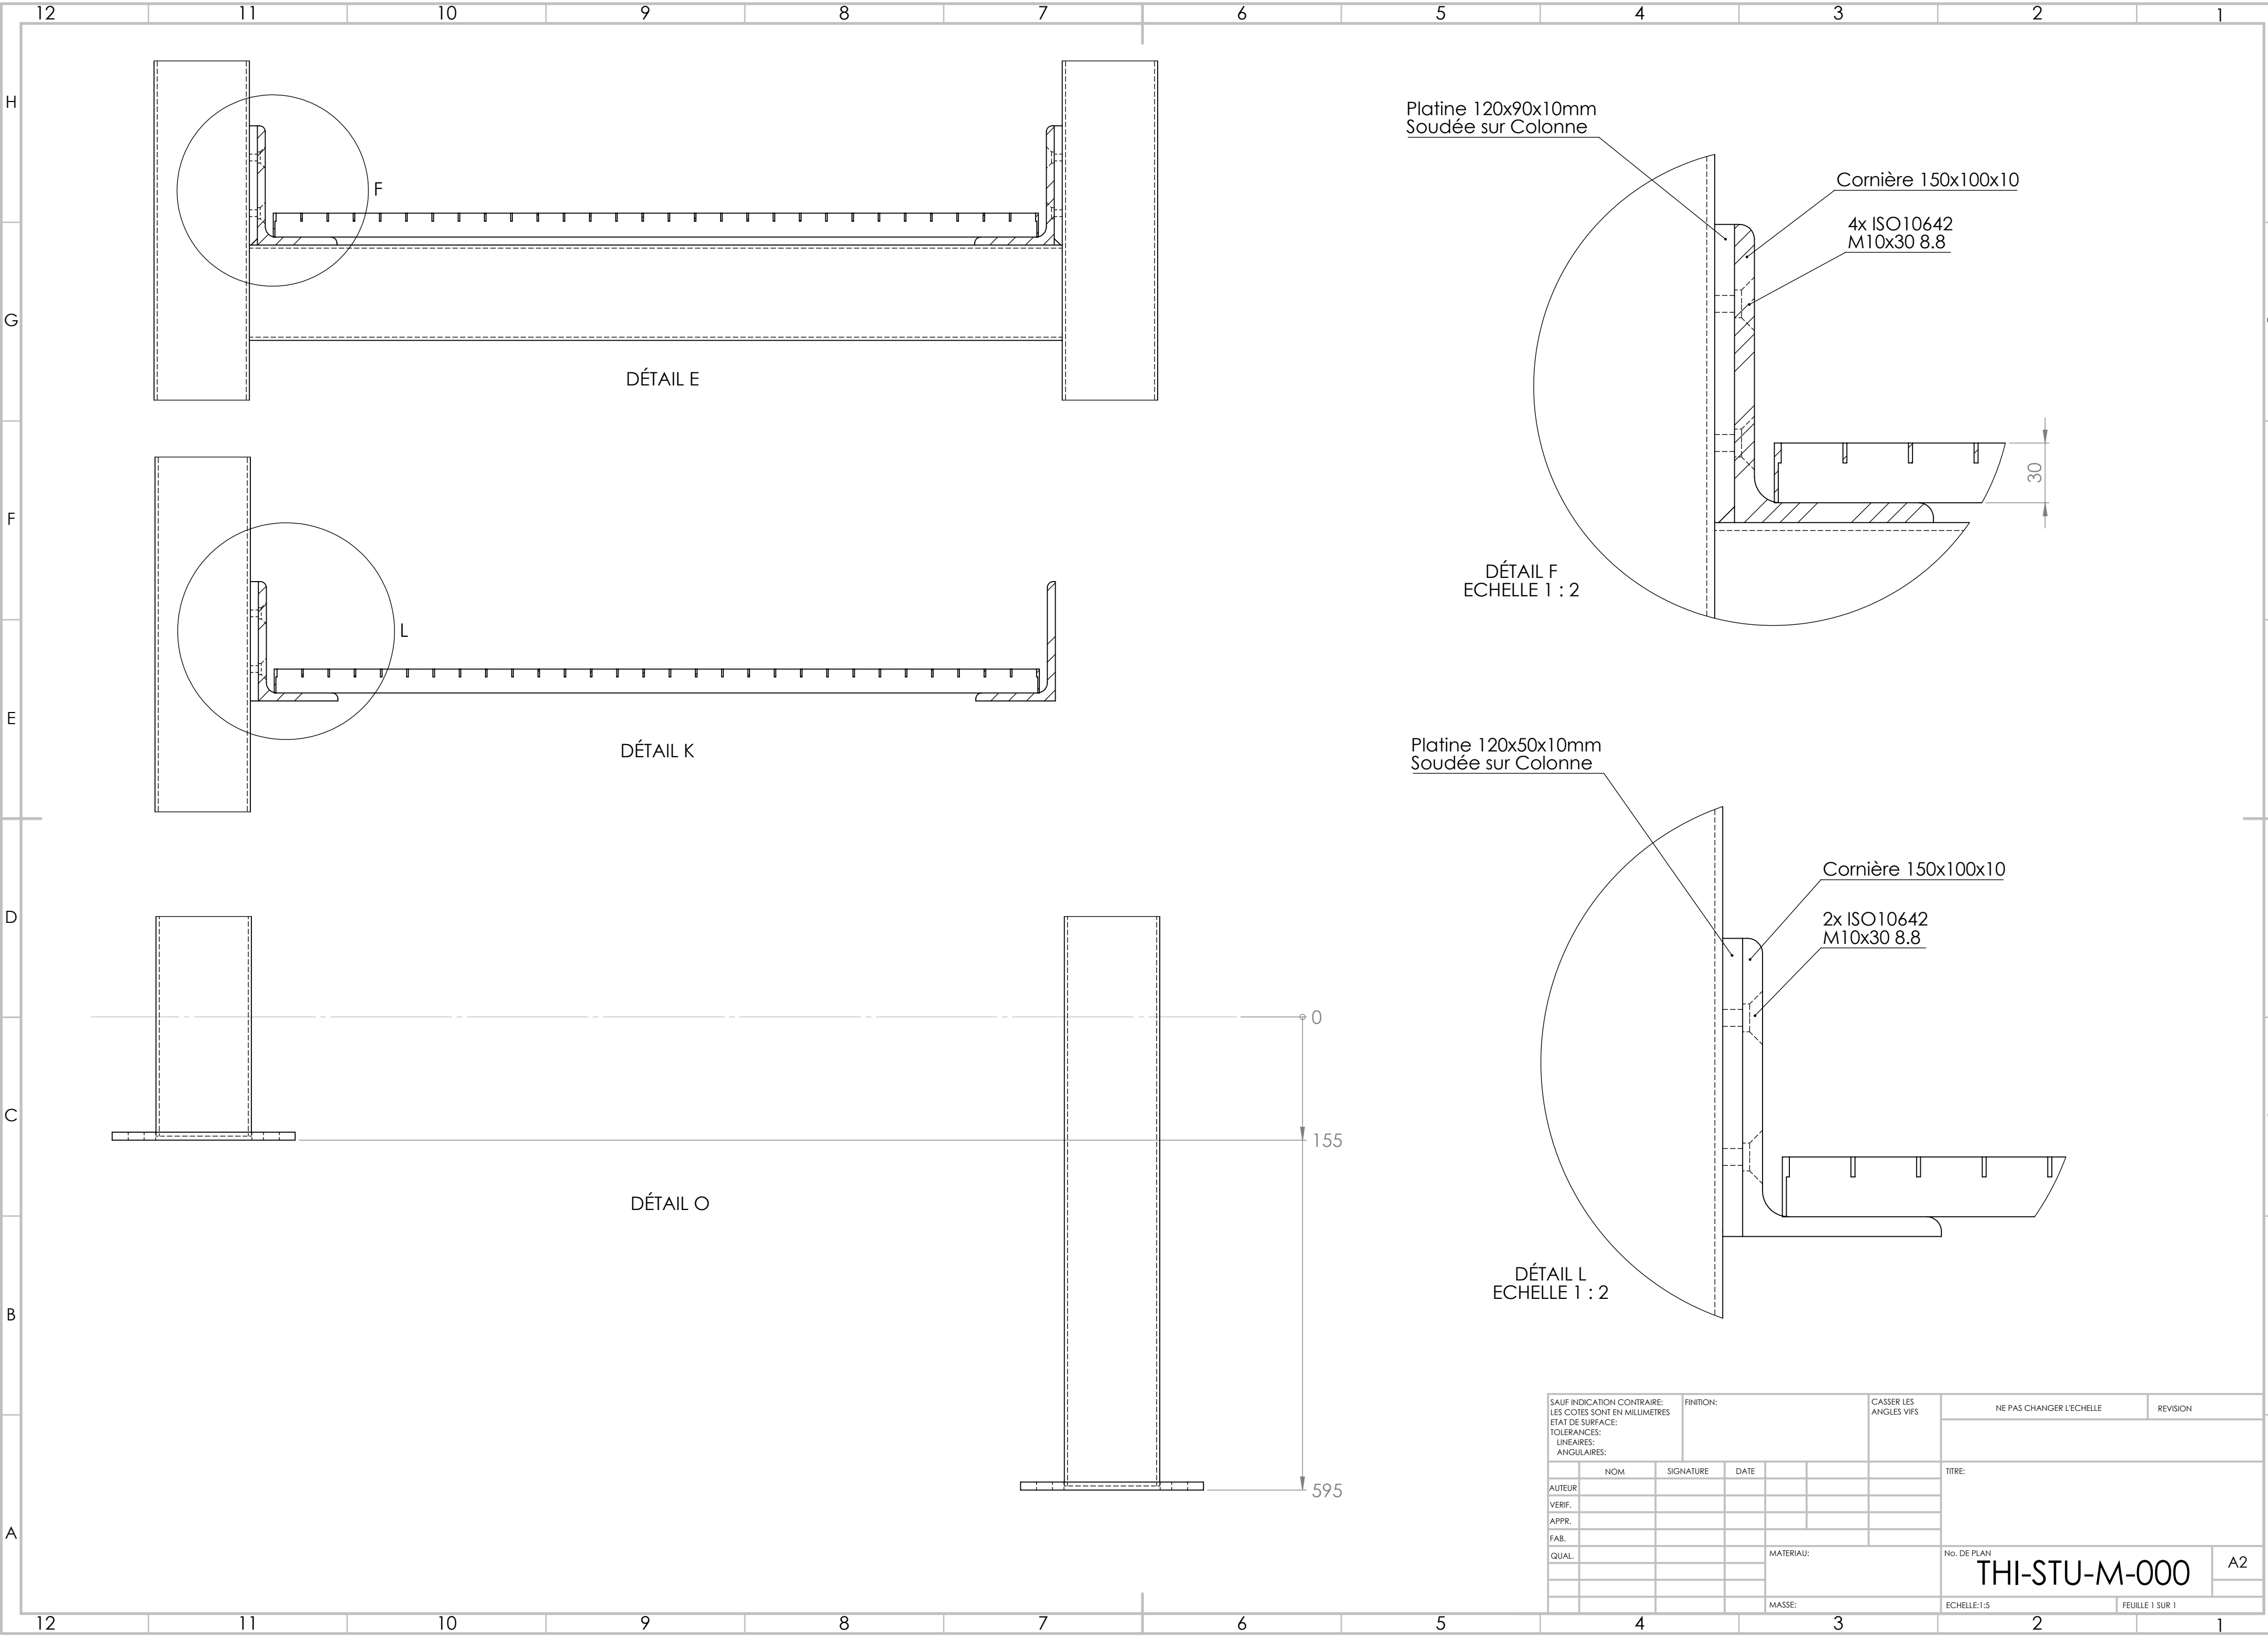 12 11 10 9 8 7 6 5 4 3 2 1
H
G
F
E
D
C
B
A
F
DÉTAIL E
L
DÉTAIL K
0
155
595
DÉTAIL O
Platine 120x90x10mm
Soudée sur Colonne
Cornière 150x100x10
4x ISO10642
M10x30 8.8
30
DÉTAIL F
ECHELLE 1 : 2
Platine 120x50x10mm
Soudée sur Colonne
Cornière 150x100x10
2x ISO10642
M10x30 8.8
DÉTAIL L
ECHELLE 1 : 2
SAUF INDICATION CONTRAIRE:
LES COTES SONT EN MILLIMETRES
ETAT DE SURFACE:
TOLERANCES:
LINEAIRES:
ANGULAIRES:
FINITION:
CASSER LES
ANGLES VIFS
NE PAS CHANGER L'ECHELLE
REVISION
NOM SIGNATURE DATE
TITRE:
AUTEUR
VERIF.
APPR.
FAB.
QUAL.
MATERIAU:
No. DE PLAN
THI-STU-M-000
A2
MASSE:
ECHELLE:1:5
FEUILLE 1 SUR 1
12 11 10 9 8 7 6 5 4 3 2 1